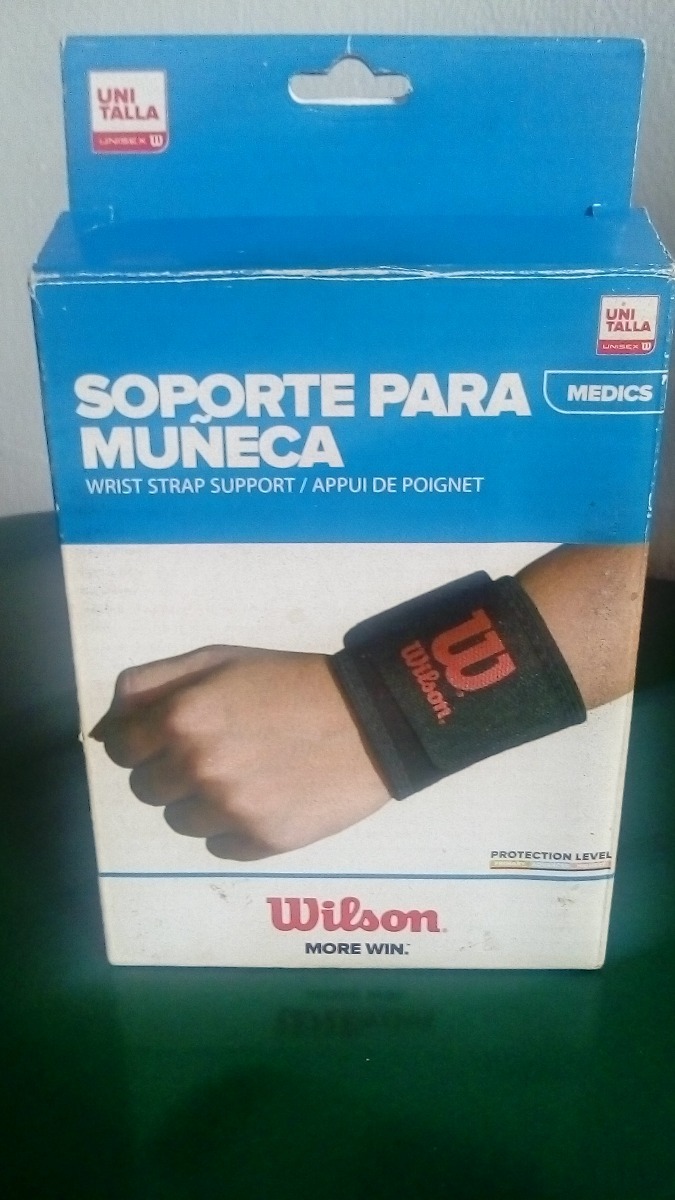 UNI
TALLA
UNISEX W
UNI
TALLA
UNISEX W
SOPORTE PARA
MUÑECA
MEDICS
WRIST STRAP SUPPORT / APPUI DE POIGNET
W
Wilson.
PROTECTION LEVEL
Wilson.
MORE WIN.™